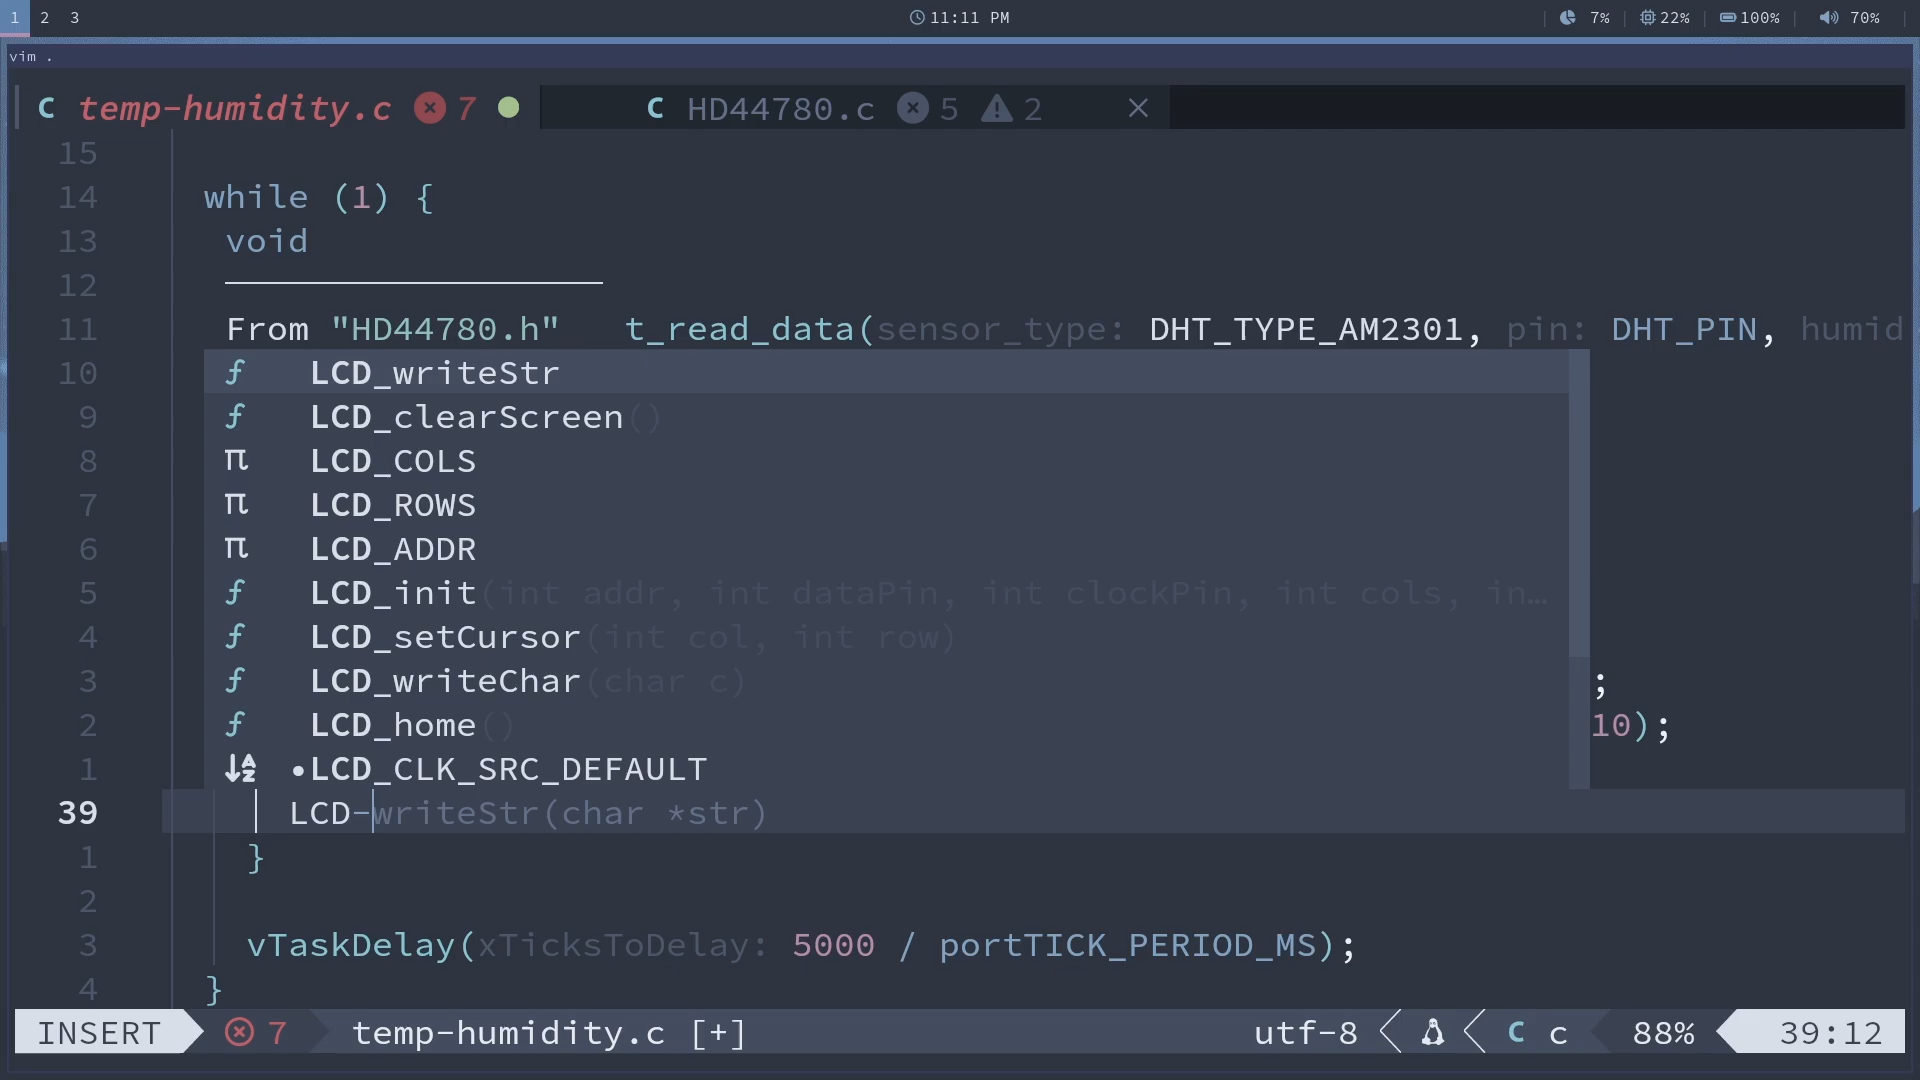 1 2 3 11:11 PM 7% 22% 100% 70%
vim .
C temp-humidity.c 7 C HD44780.c 5 2
15
14 while (1) {
13 void
12
11 From "HD44780.h" t_read_data(sensor_type: DHT_TYPE_AM2301, pin: DHT_PIN, humid
10 f LCD_writeStr
9 f LCD_clearScreen()
8 π LCD_COLS
7 π LCD_ROWS
6 π LCD_ADDR
5 f LCD_init(int addr, int dataPin, int clockPin, int cols, in…
4 f LCD_setCursor(int col, int row)
3 f LCD_writeChar(char c) ;
2 f LCD_home() 10);
1 AZ •LCD_CLK_SRC_DEFAULT
39 LCD-writeStr(char *str)
1 }
2
3 vTaskDelay(xTicksToDelay: 5000 / portTICK_PERIOD_MS);
4 }
INSERT 7 temp-humidity.c [+] utf-8 C c 88% 39:12